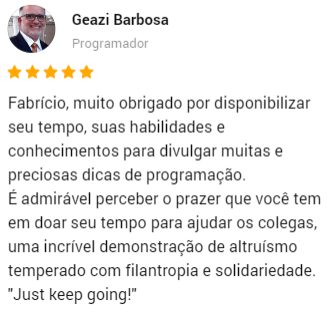 Geazi Barbosa
Programador
Fabrício, muito obrigado por disponibilizar
seu tempo, suas habilidades e
conhecimentos para divulgar muitas e
preciosas dicas de programação.
É admirável perceber o prazer que você tem
em doar seu tempo para ajudar os colegas,
uma incrível demonstração de altruísmo
temperado com filantropia e solidariedade.
"Just keep going!"